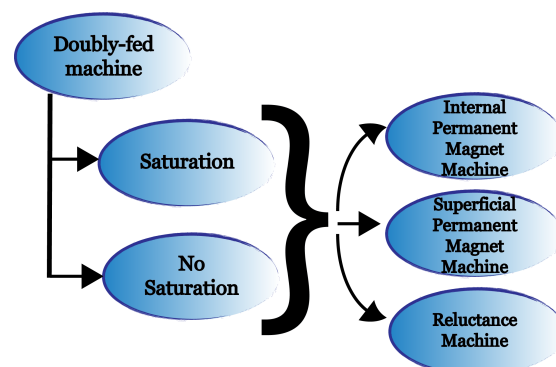 Doubly-fed
machine
Saturation
No
Saturation
Internal
Permanent
Magnet
Machine
Superficial
Permanent
Magnet
Machine
Reluctance
Machine